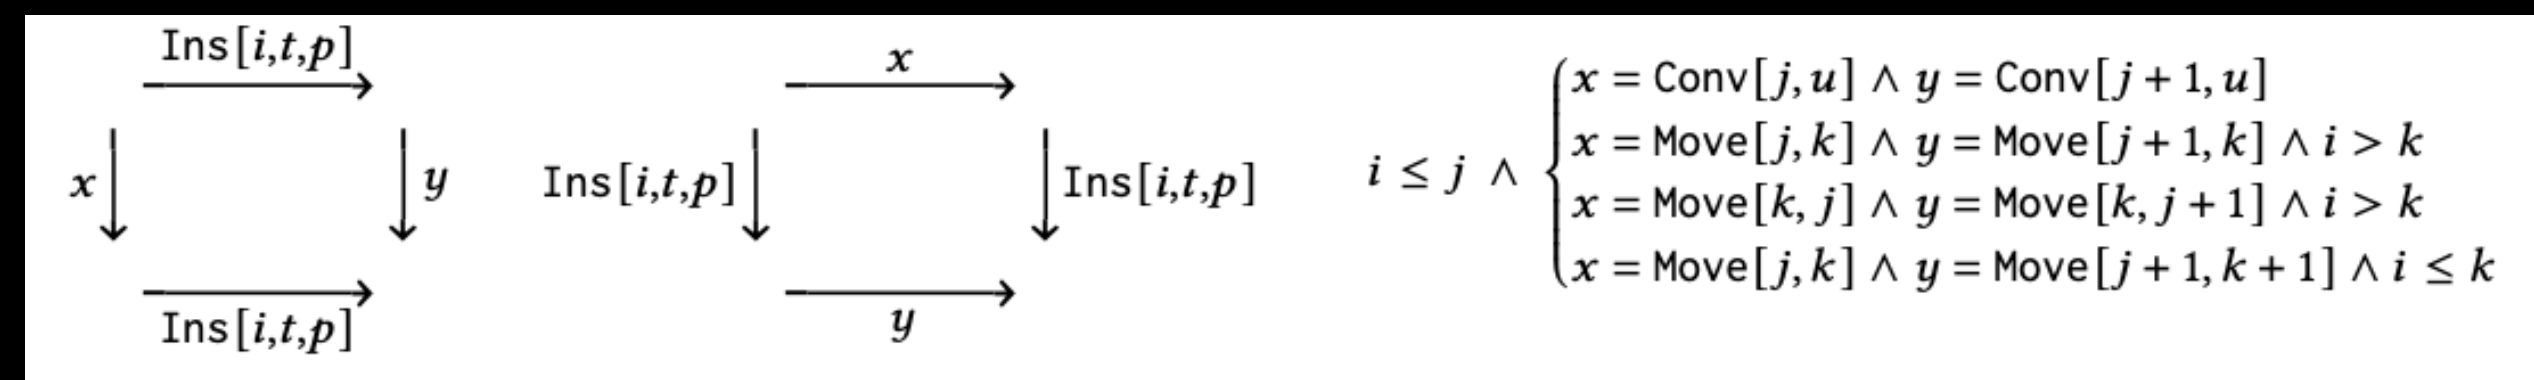 Ins[i,t,p]
x
y
Ins[i,t,p]
x
Ins[i,t,p]
Ins[i,t,p]
y
i ≤ j ∧
x = Conv[j, u] ∧ y = Conv[j + 1, u]
x = Move[j, k] ∧ y = Move[j + 1, k] ∧ i > k
x = Move[k, j] ∧ y = Move[k, j + 1] ∧ i > k
x = Move[j, k] ∧ y = Move[j + 1, k + 1] ∧ i ≤ k